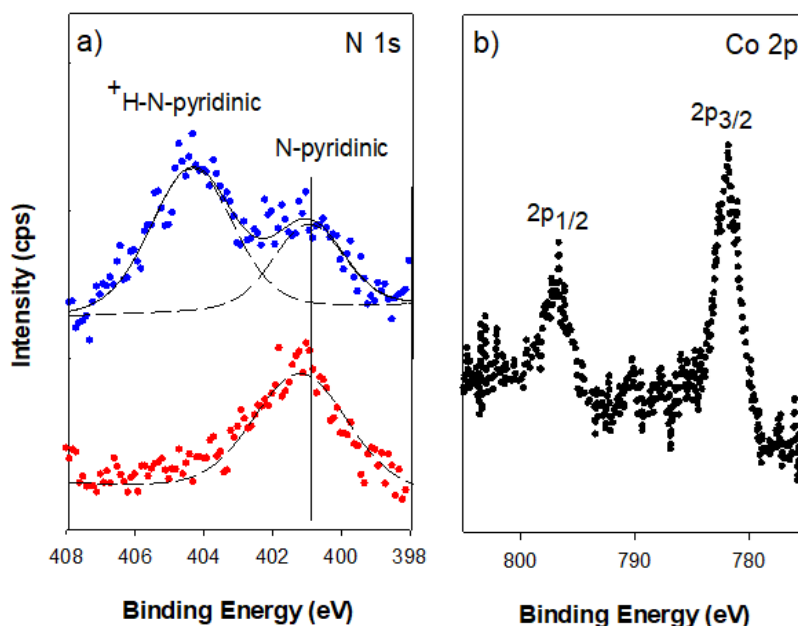 a)
N 1s
+H-N-pyridinic
N-pyridinic
Intensity (cps)
408 406 404 402 400 398
Binding Energy (eV)
b)
Co 2p
2p3/2
2p1/2
800 790 780
Binding Energy (eV)